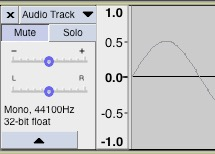 × Audio Track ▼
Mute Solo
- +
L R
Mono, 44100Hz
32-bit float
1.0
0.5
0.0
-0.5
-1.0